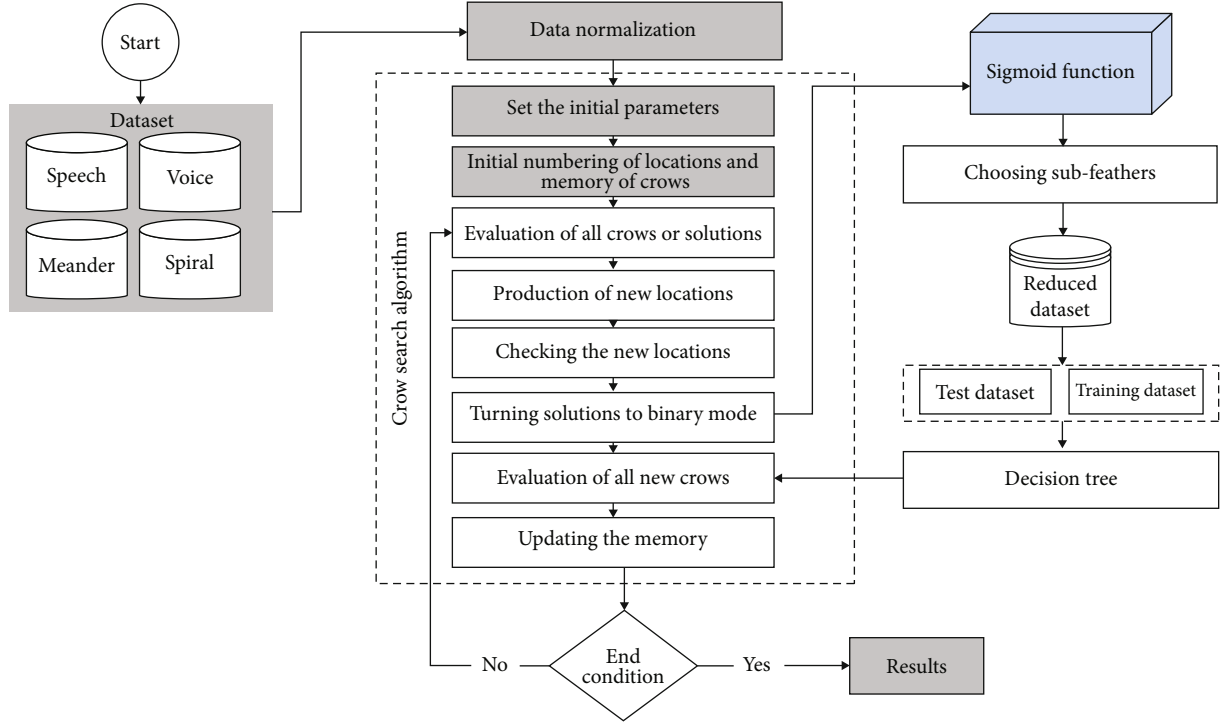 Start
Dataset
Speech
Voice
Meander
Spiral
Data normalization
Crow search algorithm
Set the initial parameters
Initial numbering of locations and
memory of crows
Evaluation of all crows or solutions
Production of new locations
Checking the new locations
Turning solutions to binary mode
Evaluation of all new crows
Updating the memory
End
condition
No
Yes
Results
Sigmoid function
Choosing sub-feathers
Reduced
dataset
Test dataset
Training dataset
Decision tree